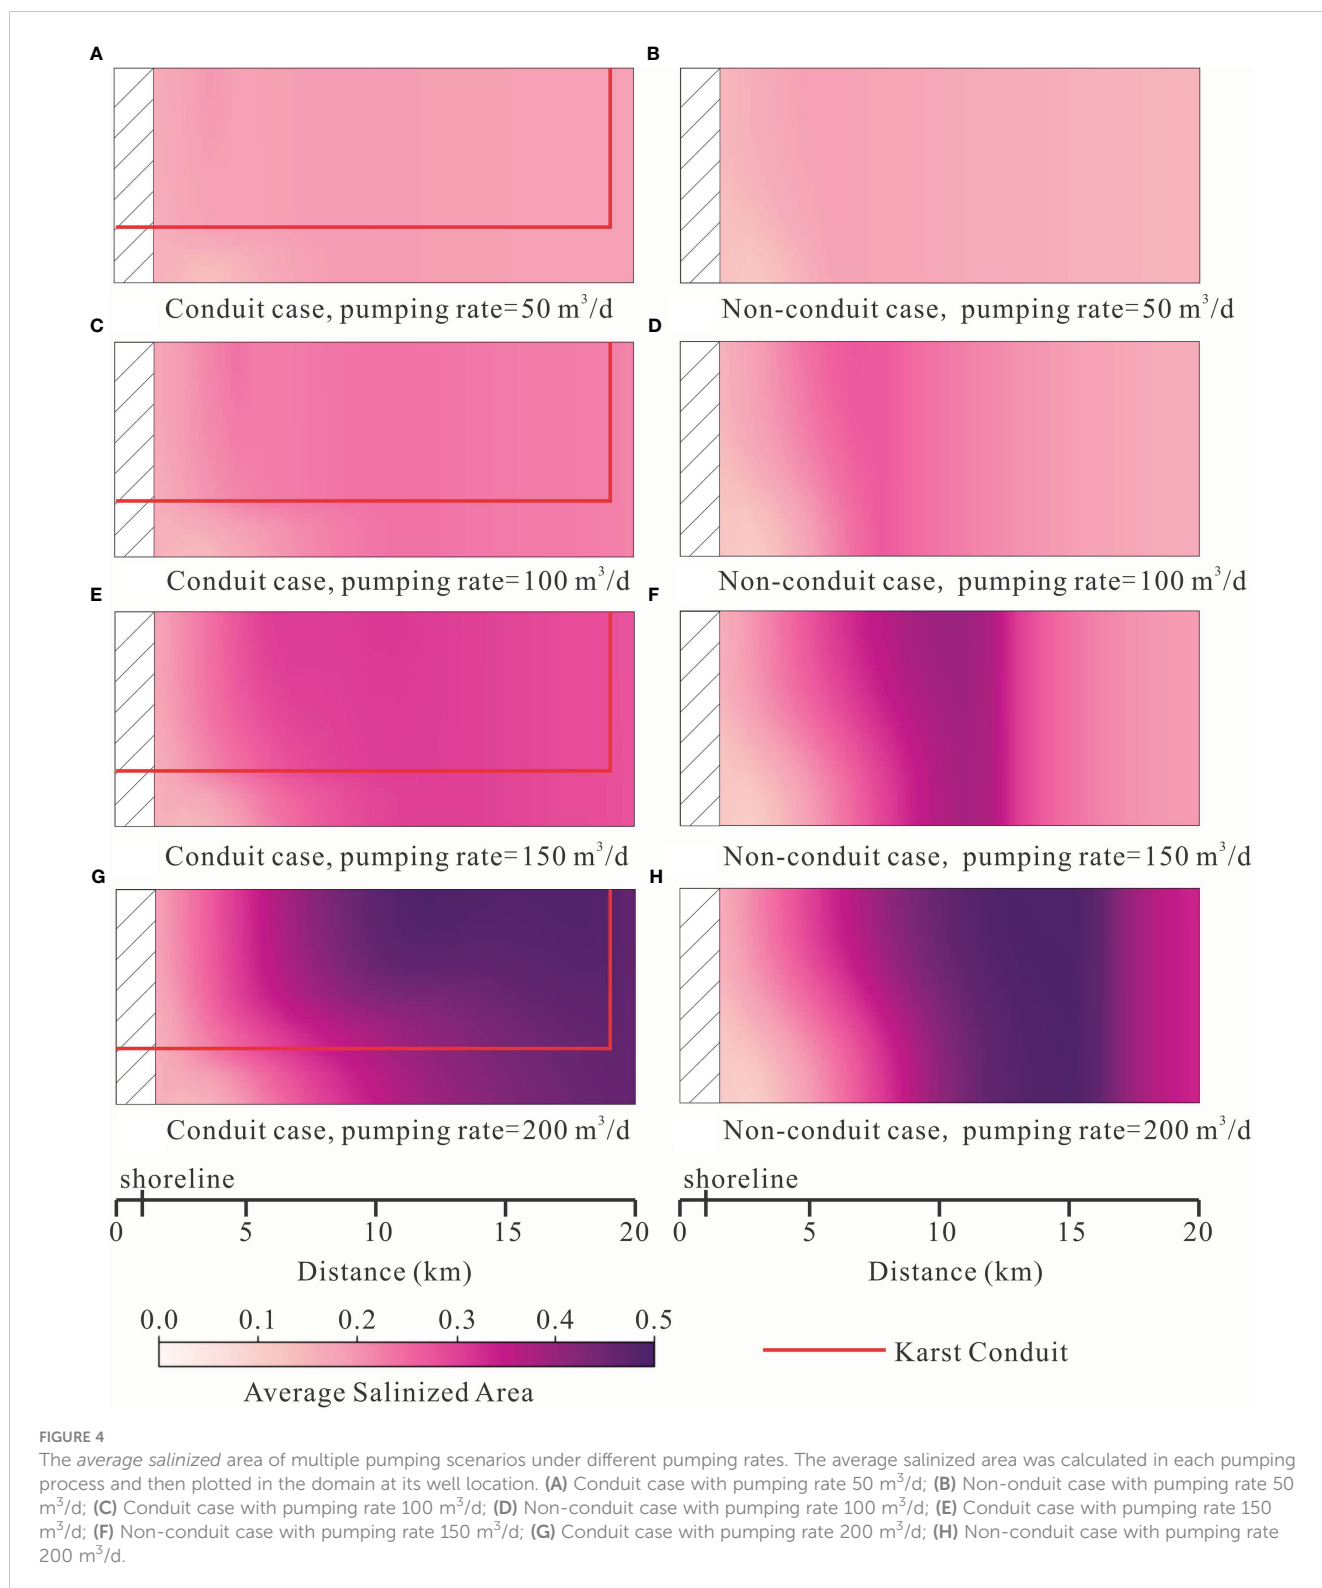 A
B
Conduit case, pumping rate=50 m³/d
Non-conduit case, pumping rate=50 m³/d
C
D
Conduit case, pumping rate=100 m³/d
Non-conduit case, pumping rate=100 m³/d
E
F
Conduit case, pumping rate=150 m³/d
Non-conduit case, pumping rate=150 m³/d
G
H
Conduit case, pumping rate=200 m³/d
Non-conduit case, pumping rate=200 m³/d
shoreline
shoreline
0 5 10 15 20
0 5 10 15 20
Distance (km)
Distance (km)
0.0 0.1 0.2 0.3 0.4 0.5
Karst Conduit
Average Salinized Area
FIGURE 4
The average salinized area of multiple pumping scenarios under different pumping rates. The average salinized area was calculated in each pumping
process and then plotted in the domain at its well location. (A) Conduit case with pumping rate 50 m³/d; (B) Non-onduit case with pumping rate 50
m³/d; (C) Conduit case with pumping rate 100 m³/d; (D) Non-conduit case with pumping rate 100 m³/d; (E) Conduit case with pumping rate 150
m³/d; (F) Non-conduit case with pumping rate 150 m³/d; (G) Conduit case with pumping rate 200 m³/d; (H) Non-conduit case with pumping rate
200 m³/d.